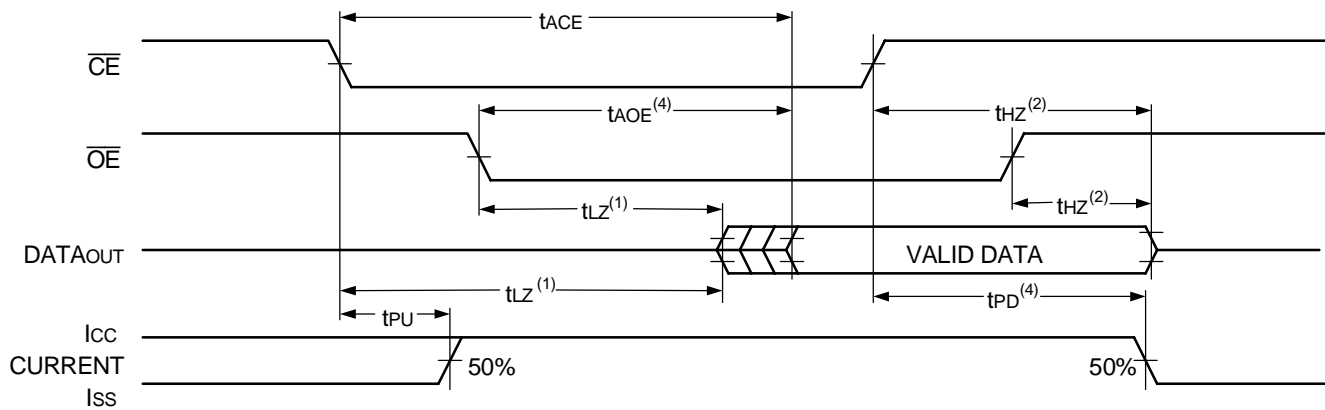 tACE
CE
tAOE(4)
tHZ(2)
OE
tLZ(1)
tHZ(2)
DATAOUT
VALID DATA
tLZ(1)
tPD(4)
tPU
ICC
CURRENT
50%
50%
ISS